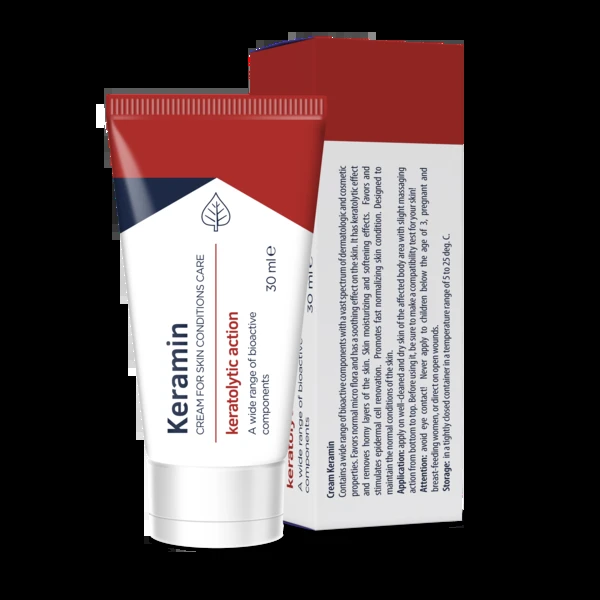 Keramin
CREAM FOR SKIN CONDITIONS CARE
keratolytic action
A wide range of bioactive
components
30 ml ℮
keratoly
A wide range of bioactive
components
30 ml ℮
Cream Keramin
Contains a wide range of bioactive components with a vast spectrum of dermatologic and cosmetic
properties. Favors normal micro flora and has a soothing effect on the skin. It has keratolytic effect
and removes horny layers of the skin. Skin moisturizing and softening effects. Favors and
stimulates epidermal cell renovation. Promotes fast normalizing skin condition. Designed to
maintain the normal conditions of the skin.
Application: apply on well-cleaned and dry skin of the affected body area with slight massaging
action from bottom to top. Before using it, be sure to make a compatibility test for your skin!
Attention: avoid eye contact! Never apply to children below the age of 3, pregnant and
breast-feeding women, or direct on open wounds.
Storage: in a tightly closed container in a temperature range of 5 to 25 deg. C.